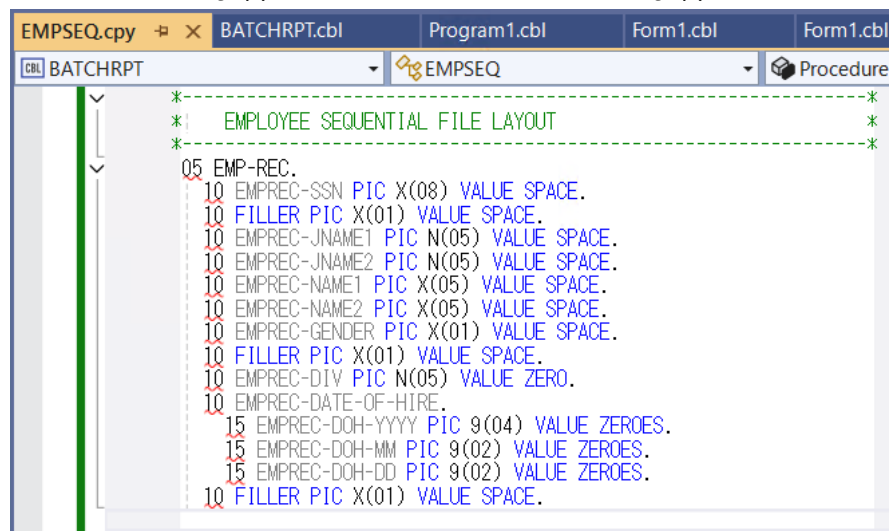 EMPSEQ.cpy BATCHRPT.cbl Program1.cbl Form1.cbl Form1.cbl
CBL BATCHRPT EMPSEQ Procedure
*-----------------------------------------------------------------*
* EMPLOYEE SEQUENTIAL FILE LAYOUT *
*-----------------------------------------------------------------*
05 EMP-REC.
10 EMPREC-SSN PIC X(08) VALUE SPACE.
10 FILLER PIC X(01) VALUE SPACE.
10 EMPREC-JNAME1 PIC N(05) VALUE SPACE.
10 EMPREC-JNAME2 PIC N(05) VALUE SPACE.
10 EMPREC-NAME1 PIC X(05) VALUE SPACE.
10 EMPREC-NAME2 PIC X(05) VALUE SPACE.
10 EMPREC-GENDER PIC X(01) VALUE SPACE.
10 FILLER PIC X(01) VALUE SPACE.
10 EMPREC-DIV PIC N(05) VALUE ZERO.
10 EMPREC-DATE-OF-HIRE.
15 EMPREC-DOH-YYYY PIC 9(04) VALUE ZEROES.
15 EMPREC-DOH-MM PIC 9(02) VALUE ZEROES.
15 EMPREC-DOH-DD PIC 9(02) VALUE ZEROES.
10 FILLER PIC X(01) VALUE SPACE.